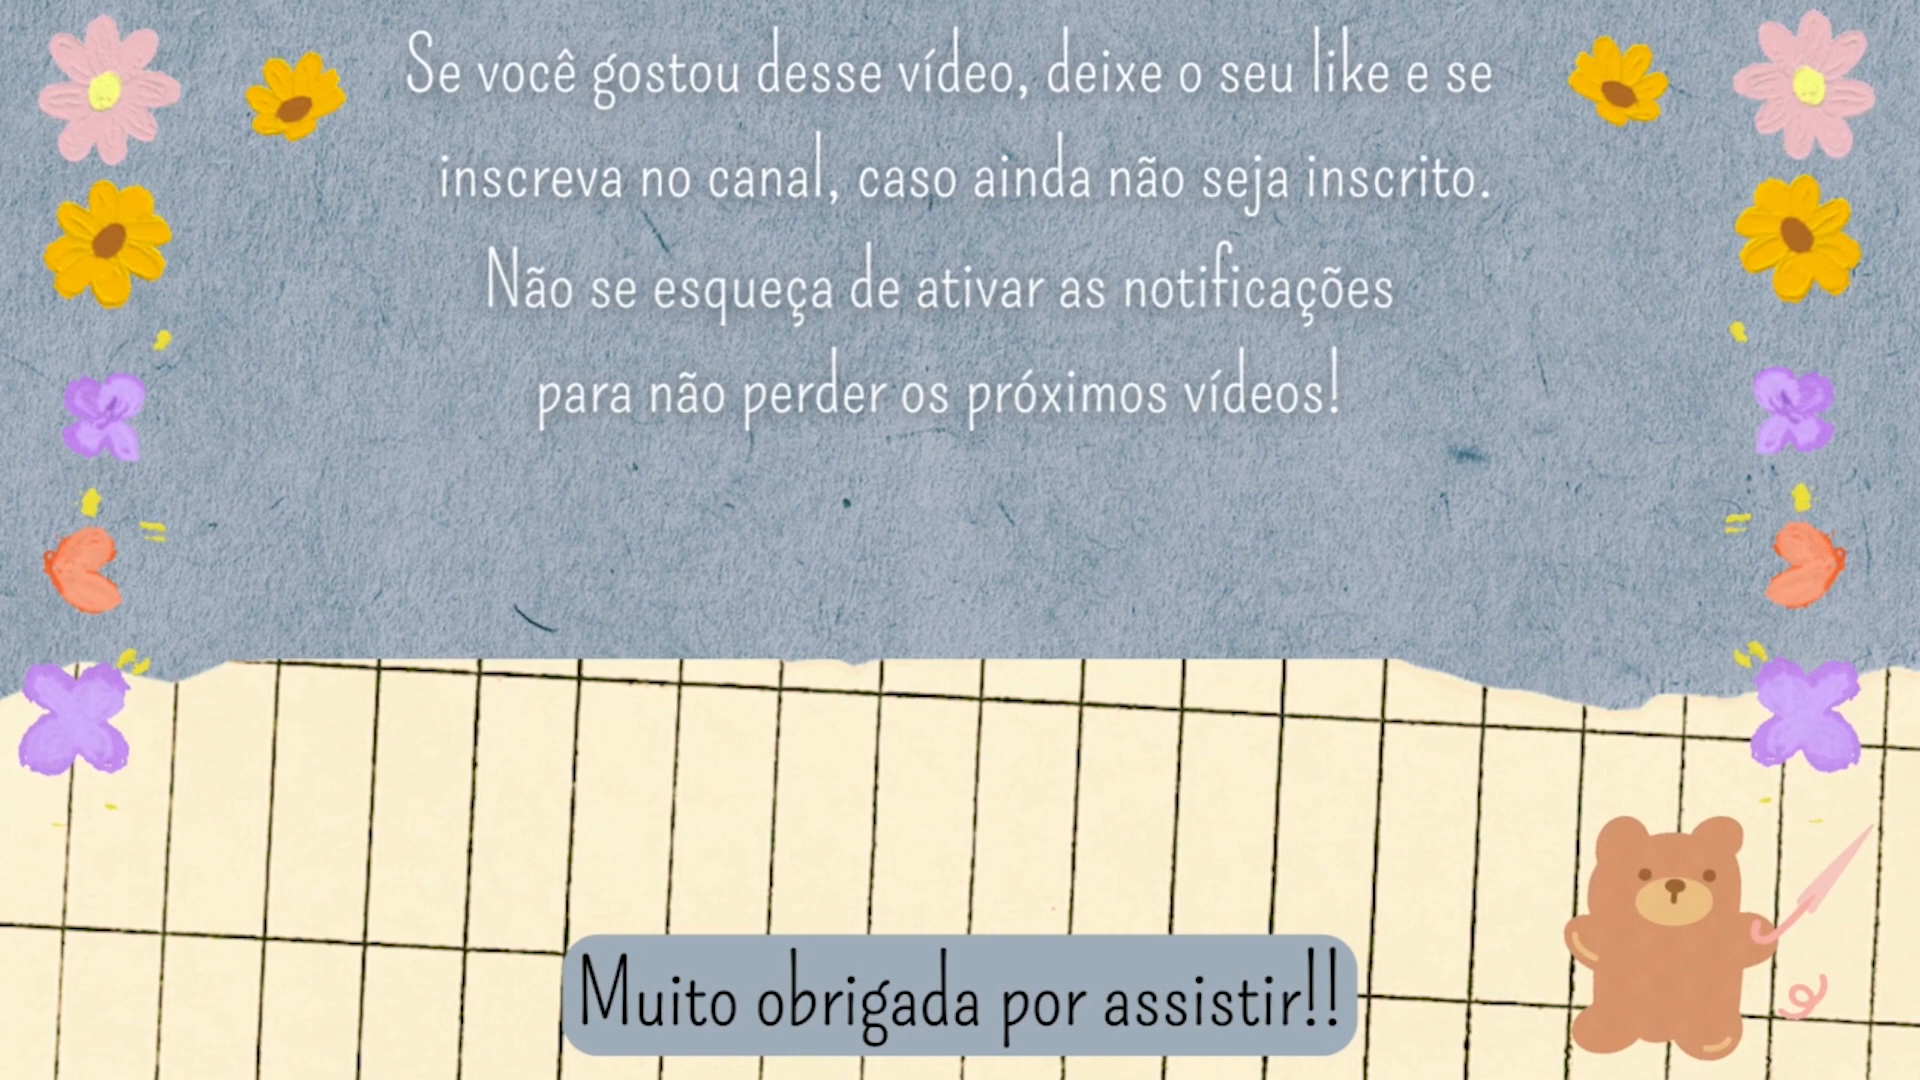 Se você gostou desse vídeo, deixe o seu like e se
inscreva no canal, caso ainda não seja inscrito.
Não se esqueça de ativar as notificações
para não perder os próximos vídeos!
Muito obrigada por assistir!!